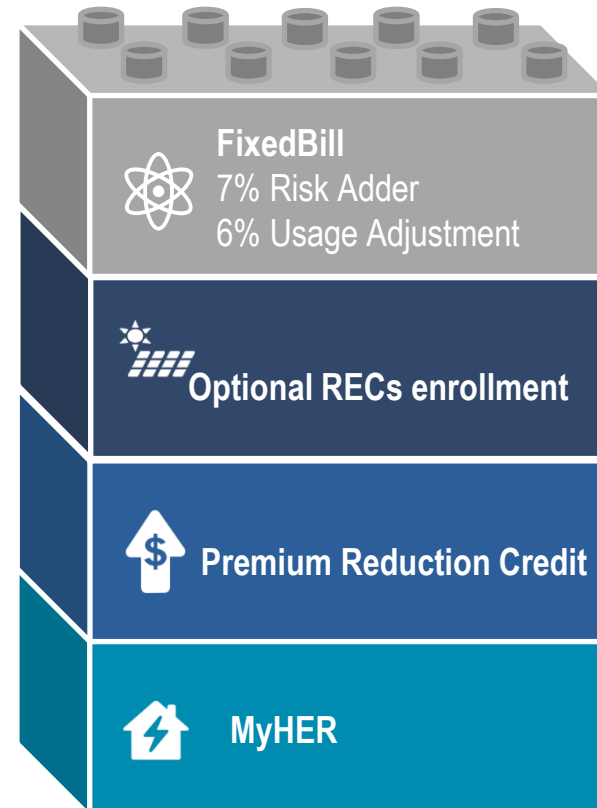 FixedBill
7% Risk Adder
6% Usage Adjustment
Optional RECs enrollment
$
Premium Reduction Credit
MyHER